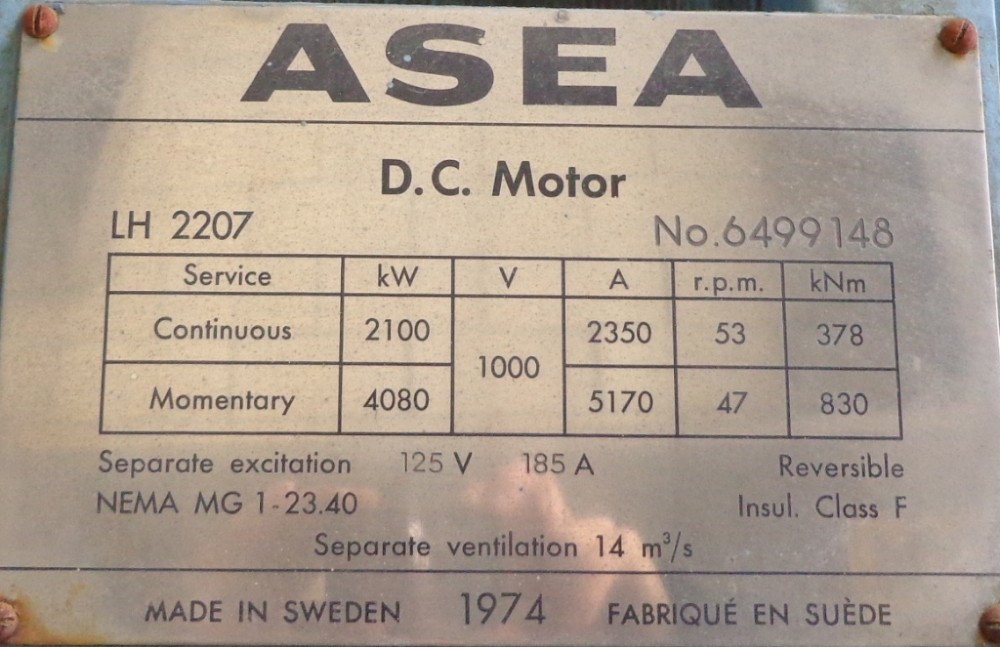 ASEA
D.C. Motor
LH 2207 No.6499148
Service kW V A r.p.m. kNm
Continuous 2100 1000 2350 53 378
Momentary 4080 5170 47 830
Separate excitation 125 V 185 A Reversible
NEMA MG 1-23.40 Insul. Class F
Separate ventilation 14 m³/s
MADE IN SWEDEN 1974 FABRIQUÉ EN SUÈDE